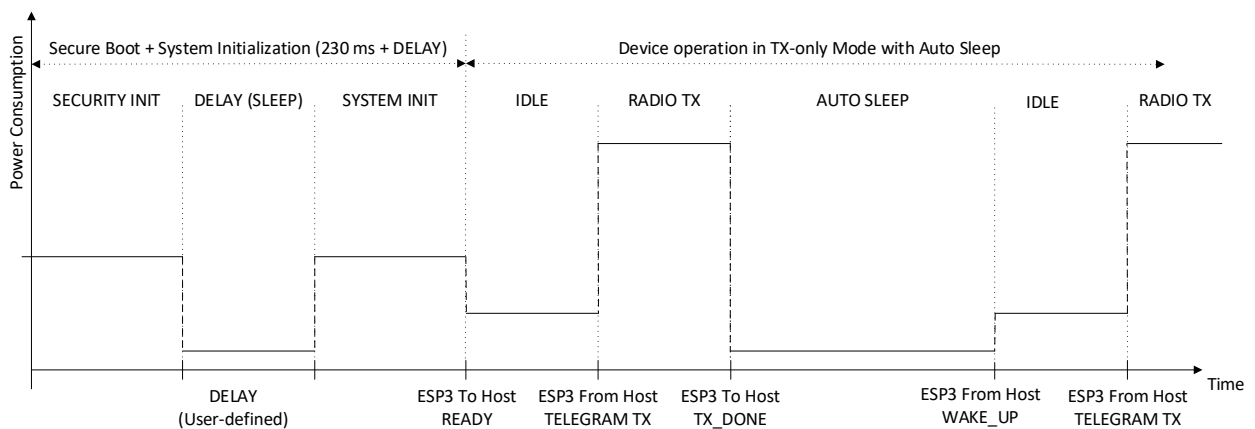 Power Consumption
Secure Boot + System Initialization (230 ms + DELAY)
Device operation in TX-only Mode with Auto Sleep
SECURITY INIT
DELAY (SLEEP)
SYSTEM INIT
IDLE
RADIO TX
AUTO SLEEP
IDLE
RADIO TX
Time
DELAY
(User-defined)
ESP3 To Host
READY
ESP3 From Host
TELEGRAM TX
ESP3 To Host
TX_DONE
ESP3 From Host
WAKE_UP
ESP3 From Host
TELEGRAM TX